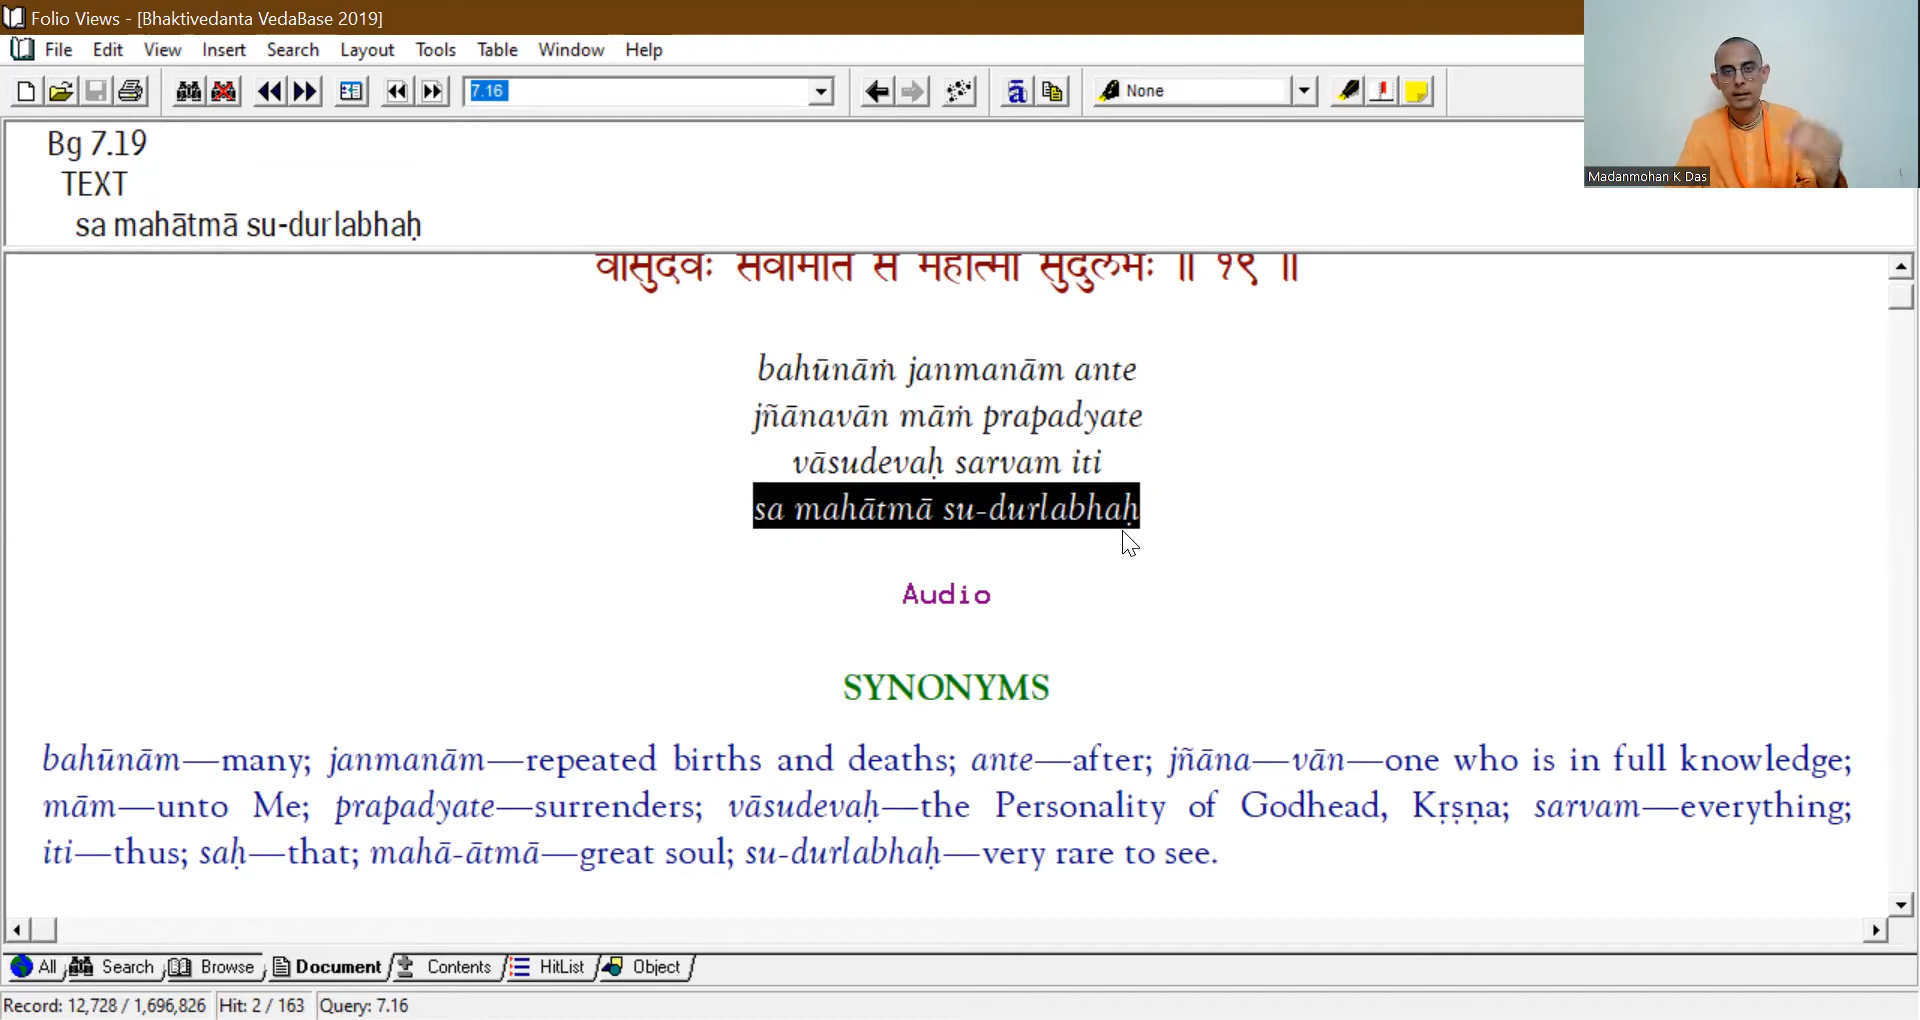 Folio Views - [Bhaktivedanta VedaBase 2019]
File Edit View Insert Search Layout Tools Table Window Help
7.16
None
Madanmohan K Das
Bg 7.19
TEXT
sa mahātmā su-durlabhaḥ
वासुदेवः सर्वमिति स महात्मा सुदुर्लभः ॥ १९ ॥
bahūnāṁ janmanām ante
jñānavān māṁ prapadyate
vāsudevaḥ sarvam iti
sa mahātmā su-durlabhaḥ
Audio
SYNONYMS
bahūnām—many; janmanām—repeated births and deaths; ante—after; jñāna—vān—one who is in full knowledge;
mām—unto Me; prapadyate—surrenders; vāsudevaḥ—the Personality of Godhead, Kṛṣṇa; sarvam—everything;
iti—thus; saḥ—that; mahā-ātmā—great soul; su-durlabhaḥ—very rare to see.
All Search Browse Document Contents HitList Object
Record: 12,728 / 1,696,826 Hit: 2 / 163 Query: 7.16